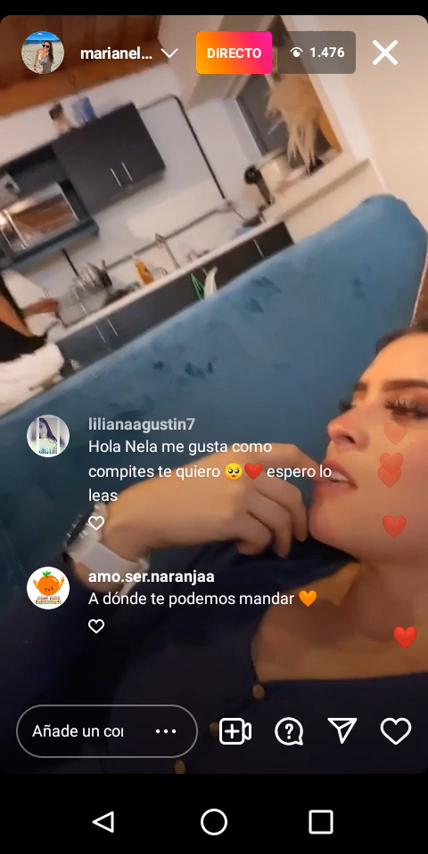 marianel...
DIRECTO
1.476
lilianaagustin7
Hola Nela me gusta como
compites te quiero 🥺❤️ espero lo
leas
amo.ser.naranjaa
A dónde te podemos mandar 🧡
Añade un co